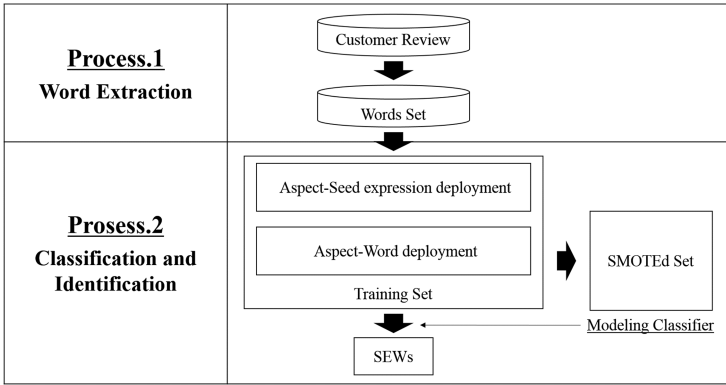 Process.1
Word Extraction
Customer Review
Words Set
Prosess.2
Classification and
Identification
Aspect-Seed expression deployment
Aspect-Word deployment
Training Set
SMOTEd Set
Modeling Classifier
SEWs